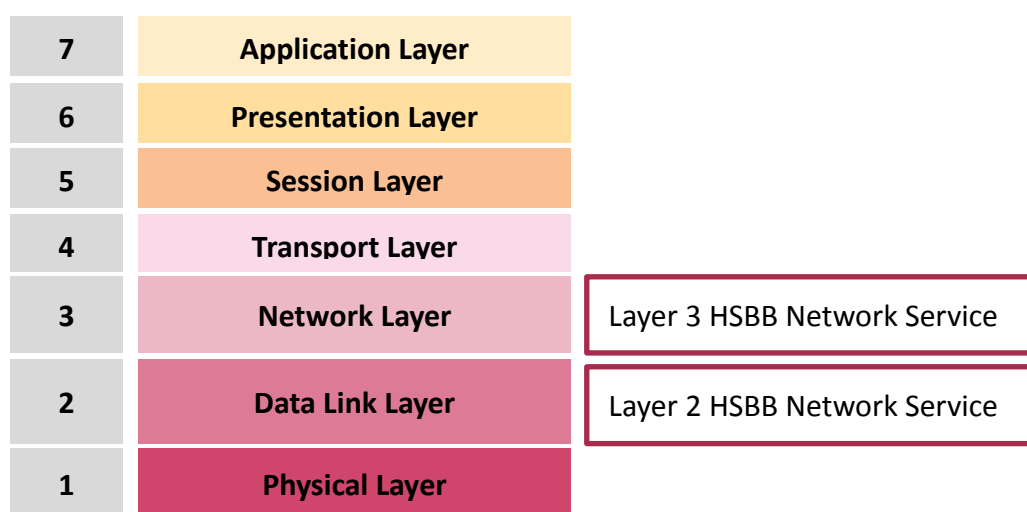 7 Application Layer
6 Presentation Layer
5 Session Layer
4 Transport Layer
3 Network Layer Layer 3 HSBB Network Service
2 Data Link Layer Layer 2 HSBB Network Service
1 Physical Layer